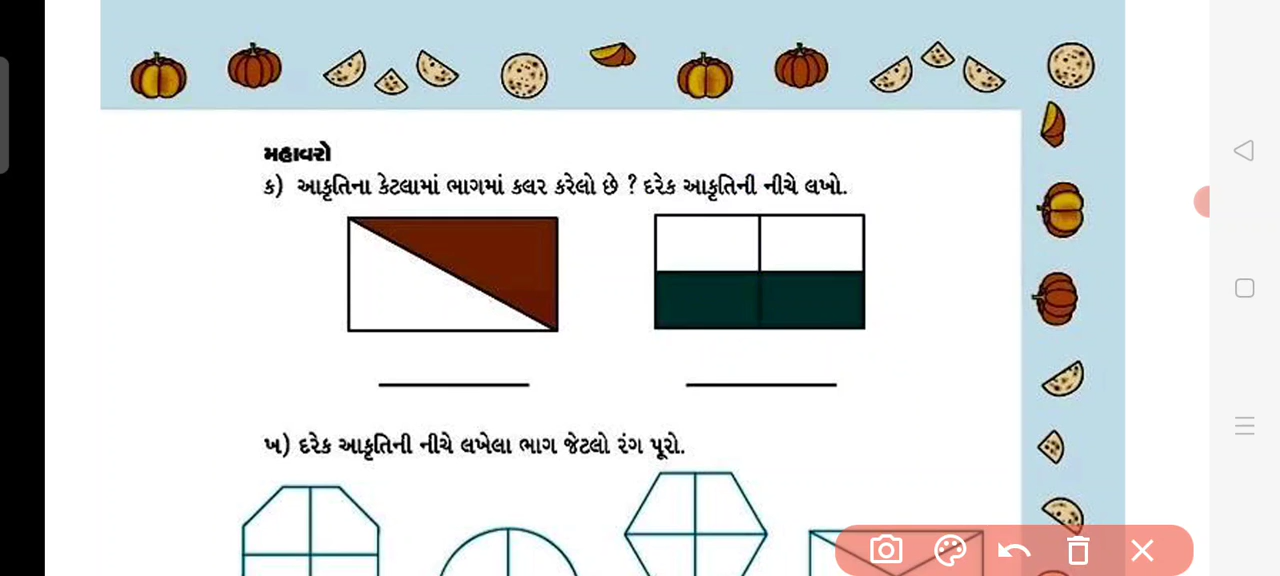 મહાવરો
ક) આકૃતિના કેટલામાં ભાગમાં કલર કરેલો છે ? દરેક આકૃતિની નીચે લખો.
ખ) દરેક આકૃતિની નીચે લખેલા ભાગ જેટલો રંગ પૂરો.